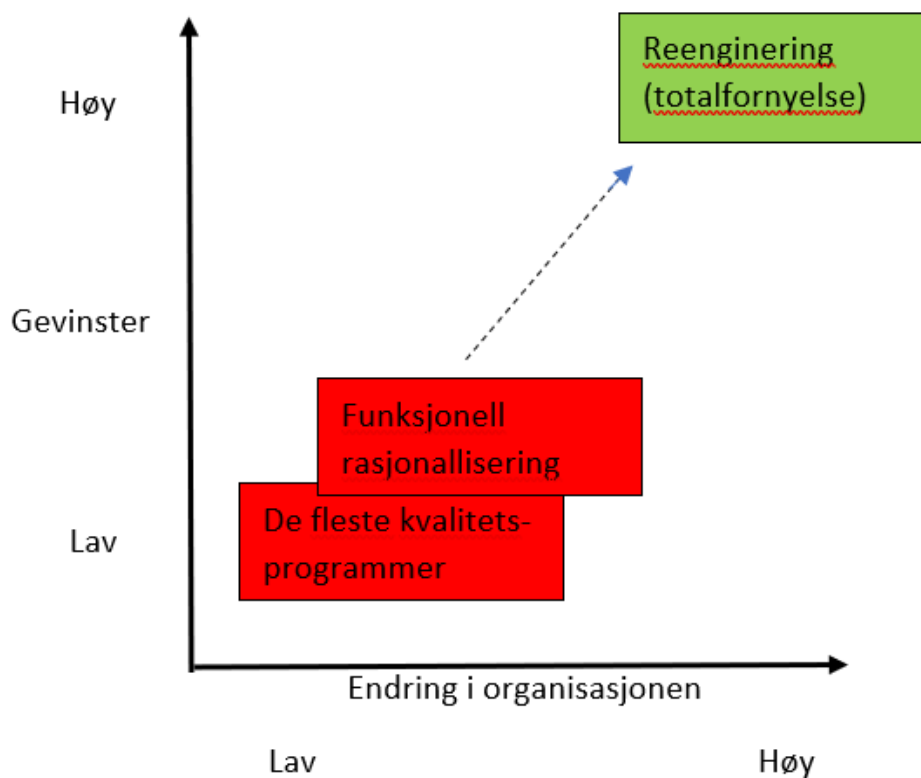 Reenginering
(totalfornyelse)
Høy
Gevinster
Funksjonell
rasjonallisering
De fleste kvalitets-
programmer
Lav
Endring i organisasjonen
Lav
Høy